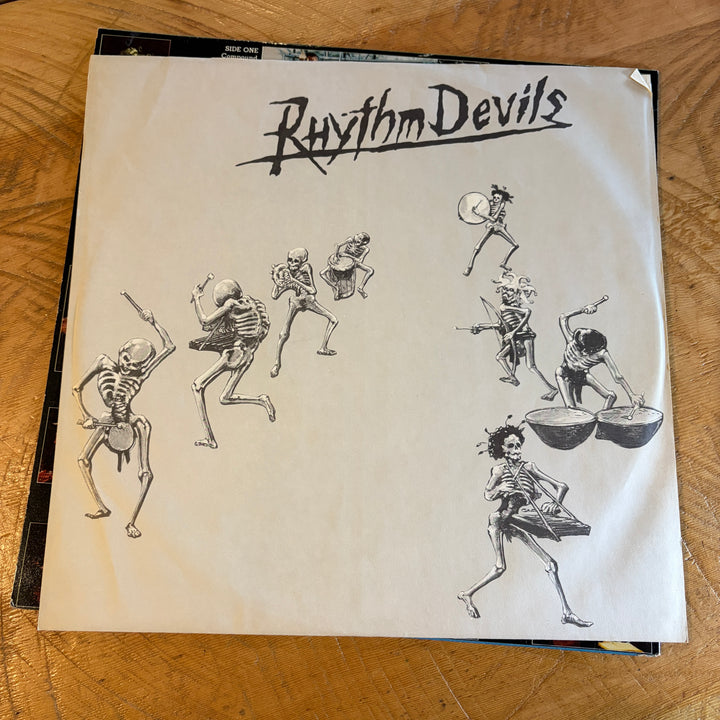 SIDE ONE
Compound
RHythm Devils